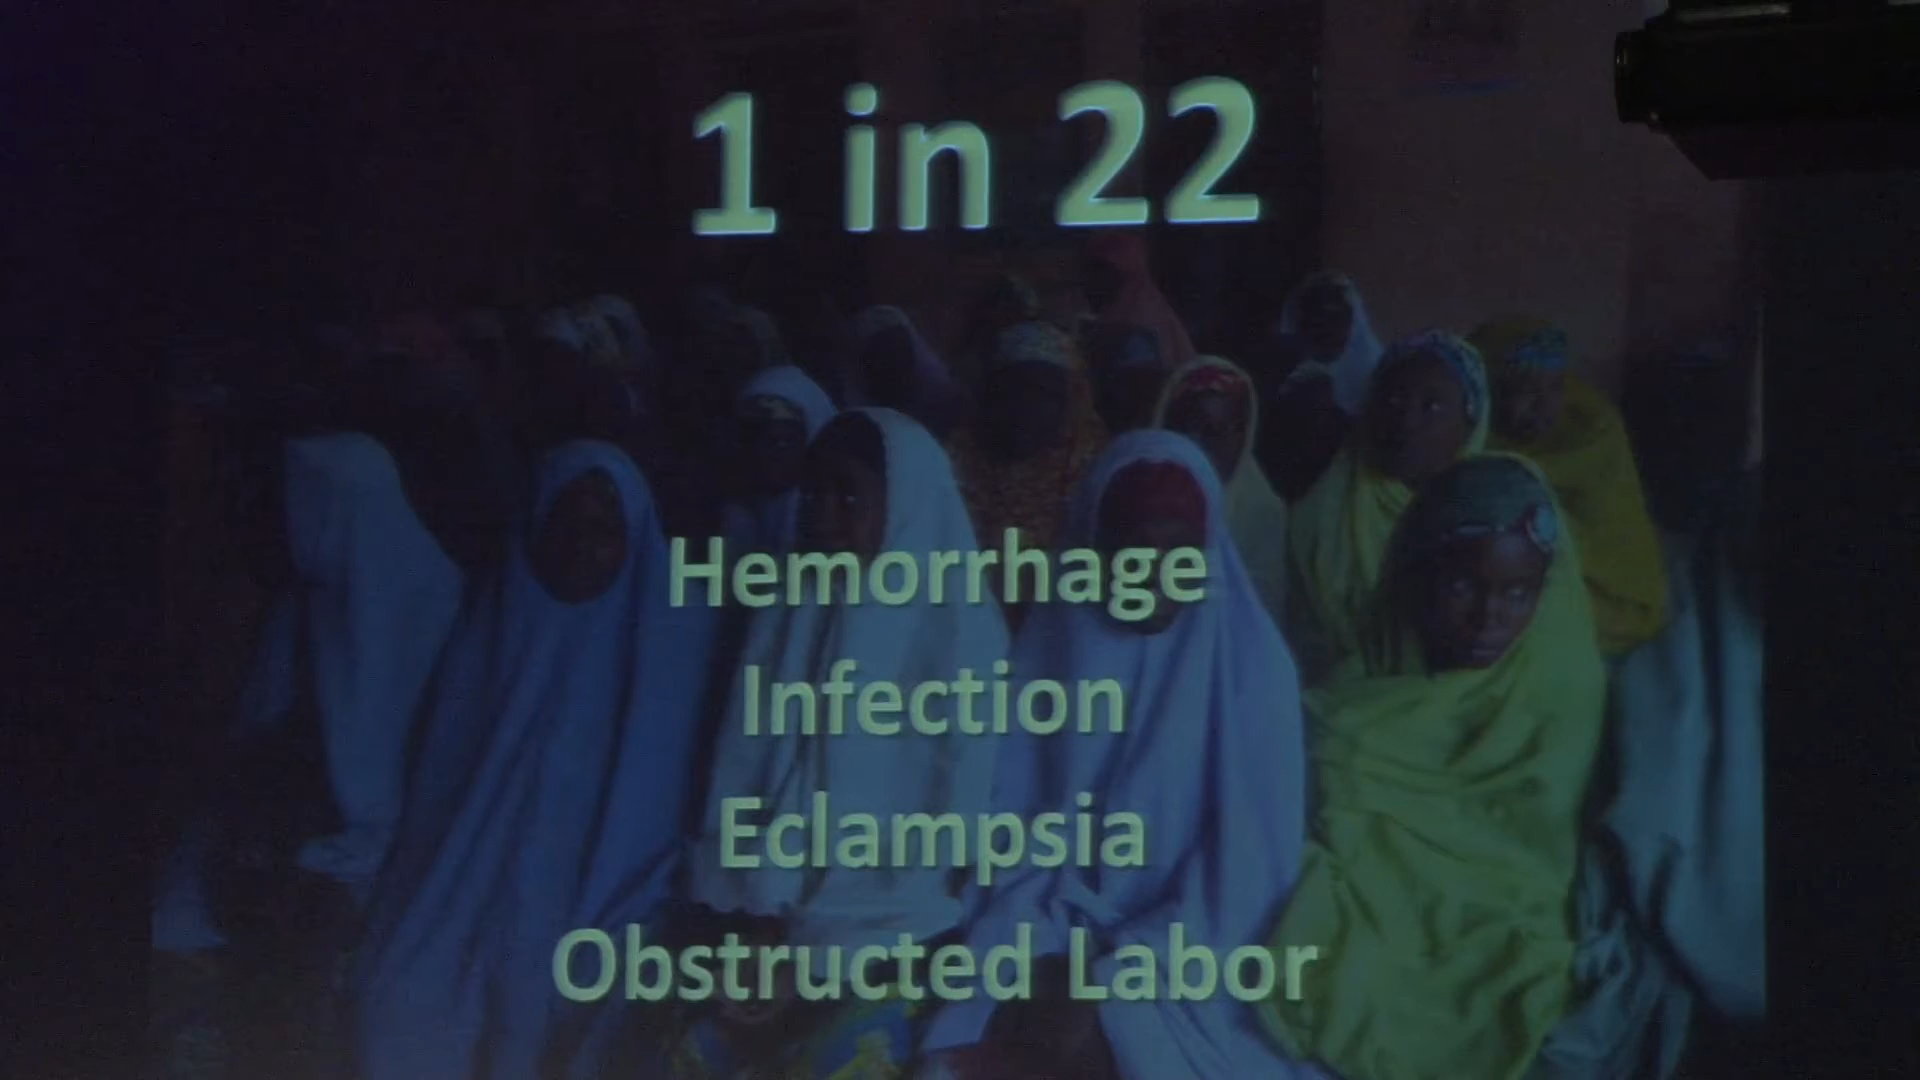 1 in 22
Hemorrhage
Infection
Eclampsia
Obstructed Labor